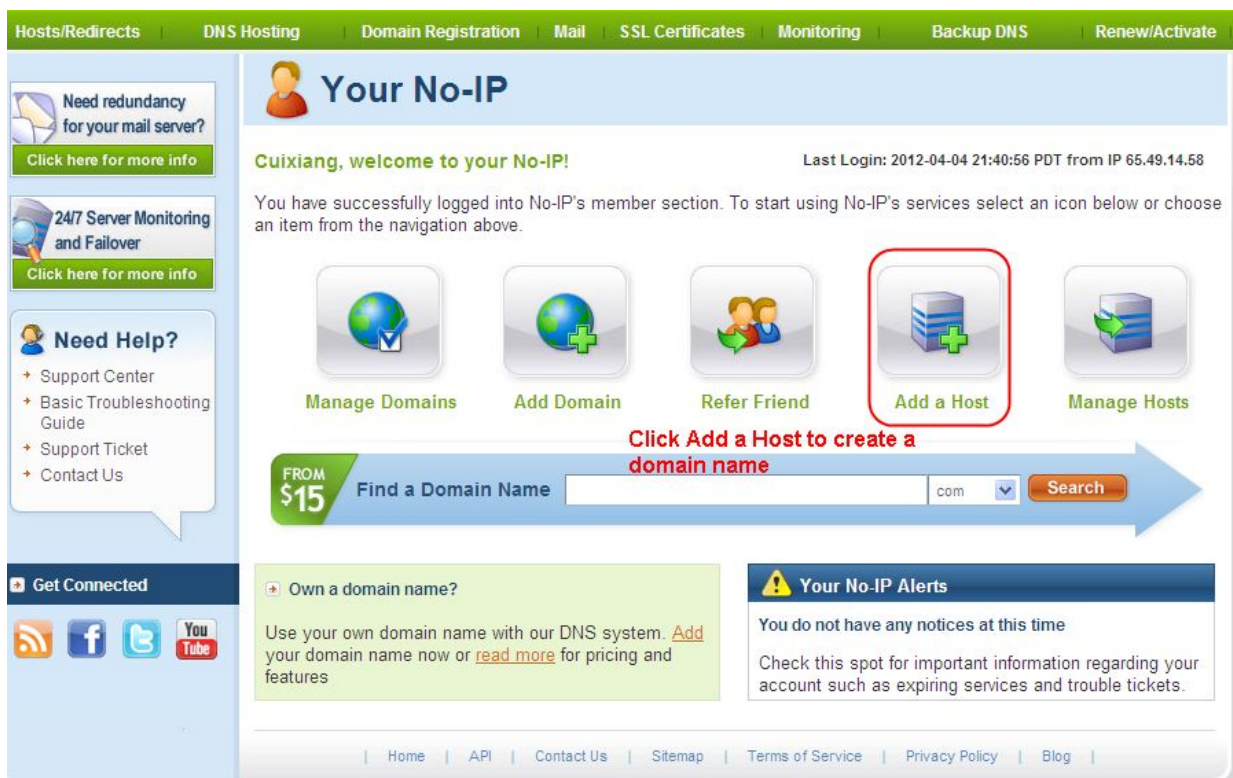 Hosts/Redirects
DNS Hosting
Domain Registration
Mail
SSL Certificates
Monitoring
Backup DNS
Renew/Activate
Need redundancy
for your mail server?
Click here for more info
24/7 Server Monitoring
and Failover
Click here for more info
Need Help?
Support Center
Basic Troubleshooting
Guide
Support Ticket
Contact Us
Get Connected
You
Tube
Your No-IP
Cuixiang, welcome to your No-IP!
Last Login: 2012-04-04 21:40:56 PDT from IP 65.49.14.58
You have successfully logged into No-IP's member section. To start using No-IP's services select an icon below or choose
an item from the navigation above.
Manage Domains
Add Domain
Refer Friend
Add a Host
Manage Hosts
Click Add a Host to create a
domain name
FROM
$15
Find a Domain Name
com
Search
Own a domain name?
Use your own domain name with our DNS system. Add
your domain name now or read more for pricing and
features
Your No-IP Alerts
You do not have any notices at this time
Check this spot for important information regarding your
account such as expiring services and trouble tickets.
| Home | API | Contact Us | Sitemap | Terms of Service | Privacy Policy | Blog |